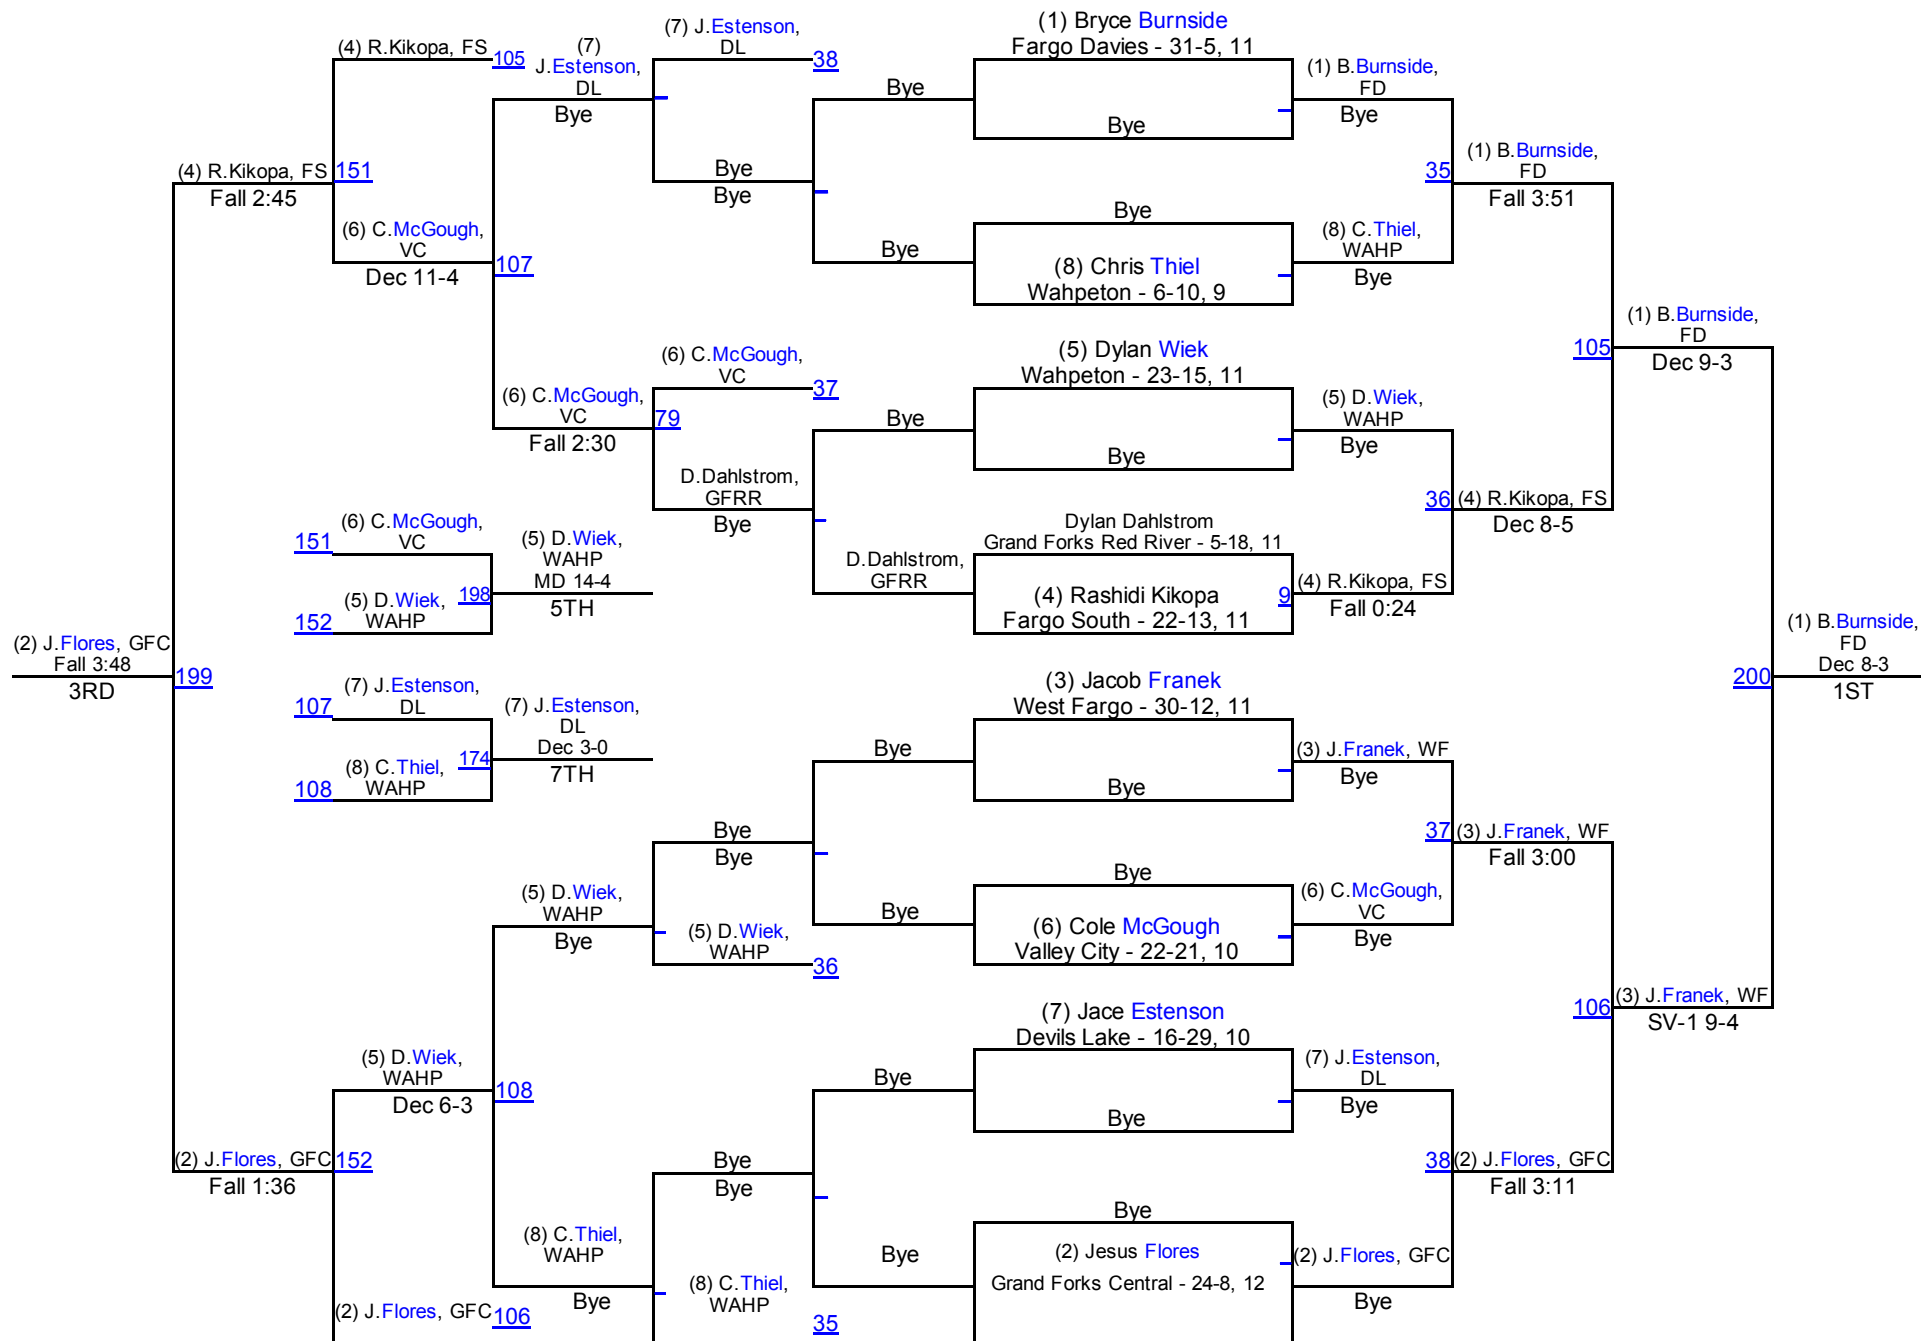 (1) Bryce Burnside
Fargo Davies - 31-5, 11
(7) J.Estenson,
DL
38
(4) R.Kikopa, FS
105
(7)
J.Estenson,
DL
Bye
Bye
Bye
(1) B.Burnside,
FD
Bye
(4) R.Kikopa, FS
151
Fall 2:45
Bye
Bye
35
(1) B.Burnside,
FD
Fall 3:51
(6) C.McGough,
VC
Dec 11-4
107
Bye
Bye
(8) Chris Thiel
Wahpeton - 6-10, 9
(8) C.Thiel,
WAHP
Bye
(1) B.Burnside,
FD
Dec 9-3
105
(6) C.McGough,
VC
37
(5) Dylan Wiek
Wahpeton - 23-15, 11
(6) C.McGough,
VC
Fall 2:30
79
Bye
Bye
(5) D.Wiek,
WAHP
Bye
D.Dahlstrom,
GFRR
Bye
36
(4) R.Kikopa, FS
Dec 8-5
(6) C.McGough,
VC
151
(5) D.Wiek,
WAHP
MD 14-4
5TH
198
(5) D.Wiek,
WAHP
152
D.Dahlstrom,
GFRR
Dylan Dahlstrom
Grand Forks Red River - 5-18, 11
(4) Rashidi Kikopa
Fargo South - 22-13, 11
9
(4) R.Kikopa, FS
Fall 0:24
(2) J.Flores, GFC
Fall 3:48
3RD
199
(1) B.Burnside,
FD
Dec 8-3
1ST
200
(7) J.Estenson,
DL
107
(7) J.Estenson,
DL
Dec 3-0
7TH
174
(8) C.Thiel,
WAHP
108
(3) Jacob Franek
West Fargo - 30-12, 11
Bye
Bye
(3) J.Franek, WF
Bye
Bye
Bye
37
(3) J.Franek, WF
Fall 3:00
(5) D.Wiek,
WAHP
Bye
(5) D.Wiek,
WAHP
36
Bye
Bye
(6) Cole McGough
Valley City - 22-21, 10
(6) C.McGough,
VC
Bye
106
(3) J.Franek, WF
SV-1 9-4
(7) Jace Estenson
Devils Lake - 16-29, 10
(5) D.Wiek,
WAHP
Dec 6-3
108
Bye
Bye
(7) J.Estenson,
DL
Bye
(2) J.Flores, GFC
152
Fall 1:36
Bye
Bye
38
(2) J.Flores, GFC
Fall 3:11
(8) C.Thiel,
WAHP
Bye
Bye
Bye
(2) Jesus Flores
Grand Forks Central - 24-8, 12
(2) J.Flores, GFC
Bye
(8) C.Thiel,
WAHP
35
(2) J.Flores, GFC
106